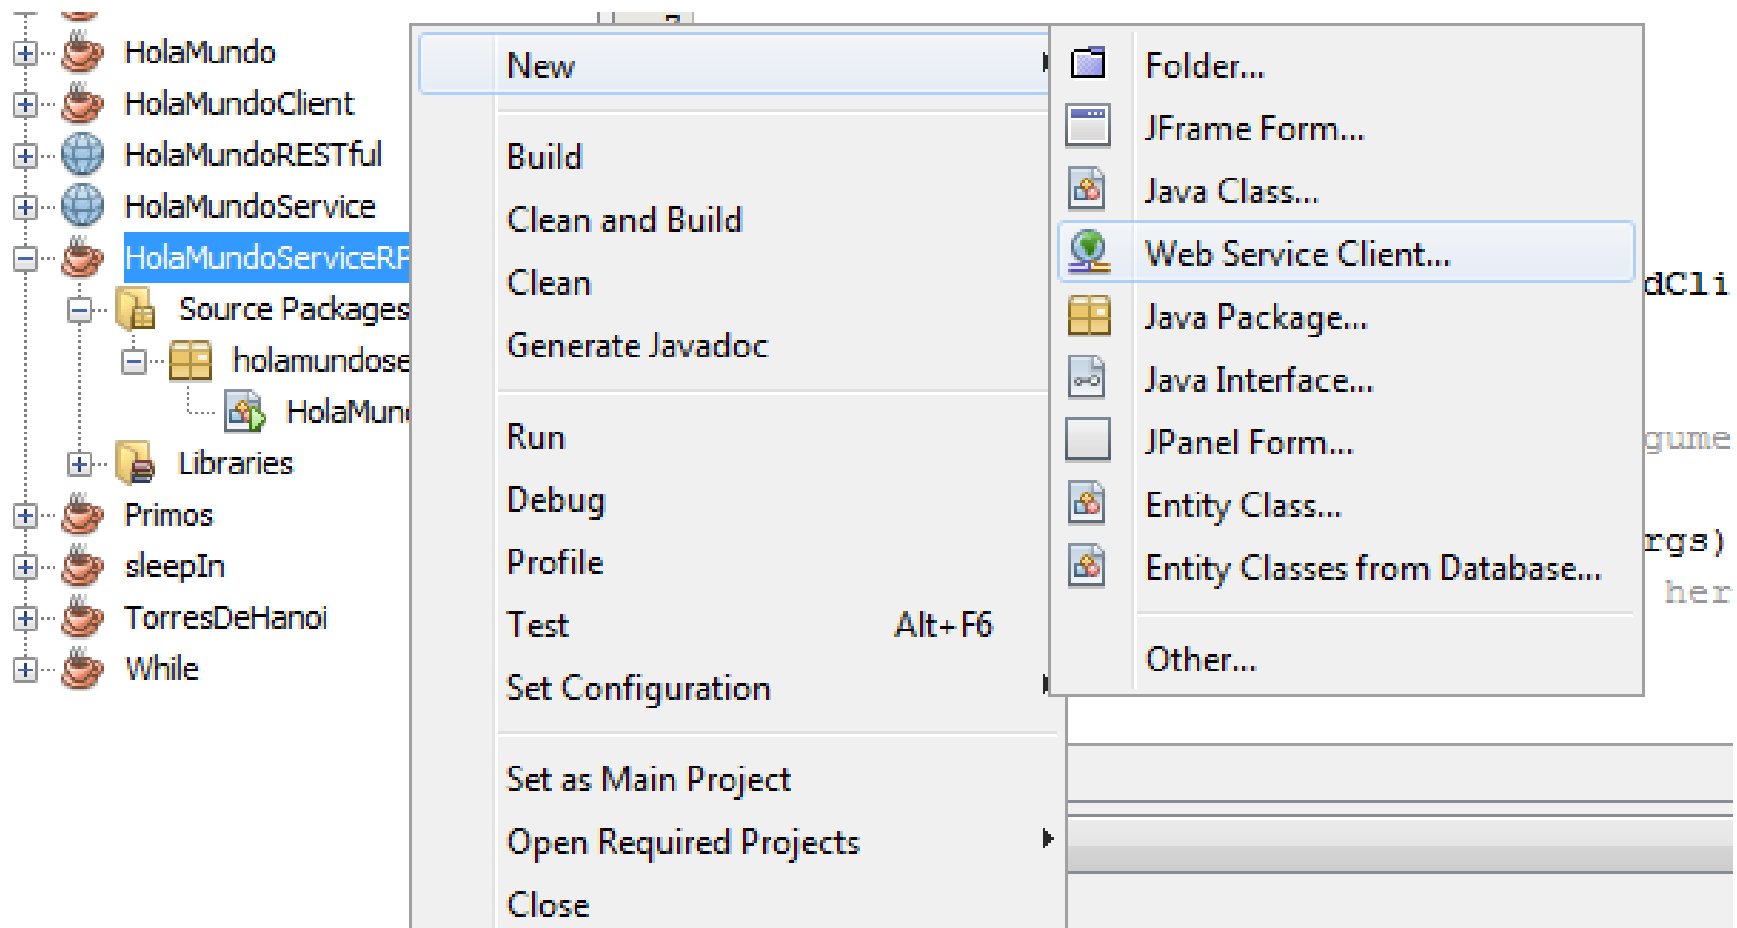 HolaMundo
HolaMundoClient
HolaMundoRESTful
HolaMundoService
HolaMundoServiceRP
Source Packages
holamundose
HolaMun
Libraries
Primos
sleepIn
TorresDeHanoi
While
New
Build
Clean and Build
Clean
Generate Javadoc
Run
Debug
Profile
Test Alt+F6
Set Configuration
Set as Main Project
Open Required Projects
Close
Folder...
JFrame Form...
Java Class...
Web Service Client...
Java Package...
Java Interface...
JPanel Form...
Entity Class...
Entity Classes from Database...
Other...
dCli
gume
rgs)
her